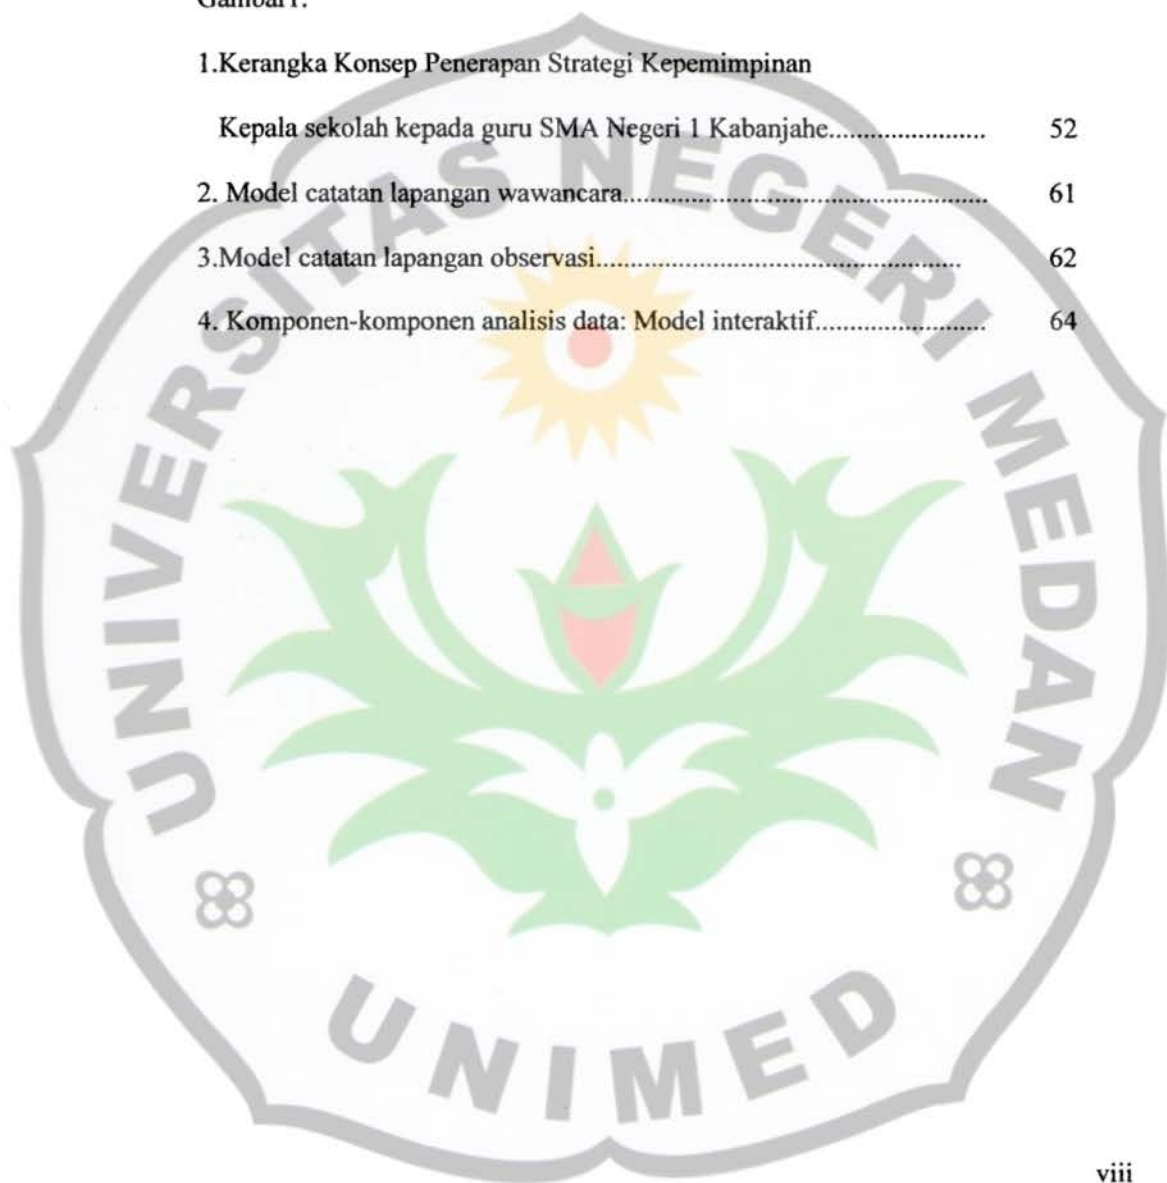 Gambar1.
1.Kerangka Konsep Penerapan Strategi Kepemimpinan
Kepala sekolah kepada guru SMA Negeri 1 Kabanjahe....................... 52
2. Model catatan lapangan wawancara..................................................... 61
3.Model catatan lapangan observasi..................................................... 62
4. Komponen-komponen analisis data: Model interaktif......................... 64
UNIVERSITAS NEGERI MEDAN
UNIMED
viii